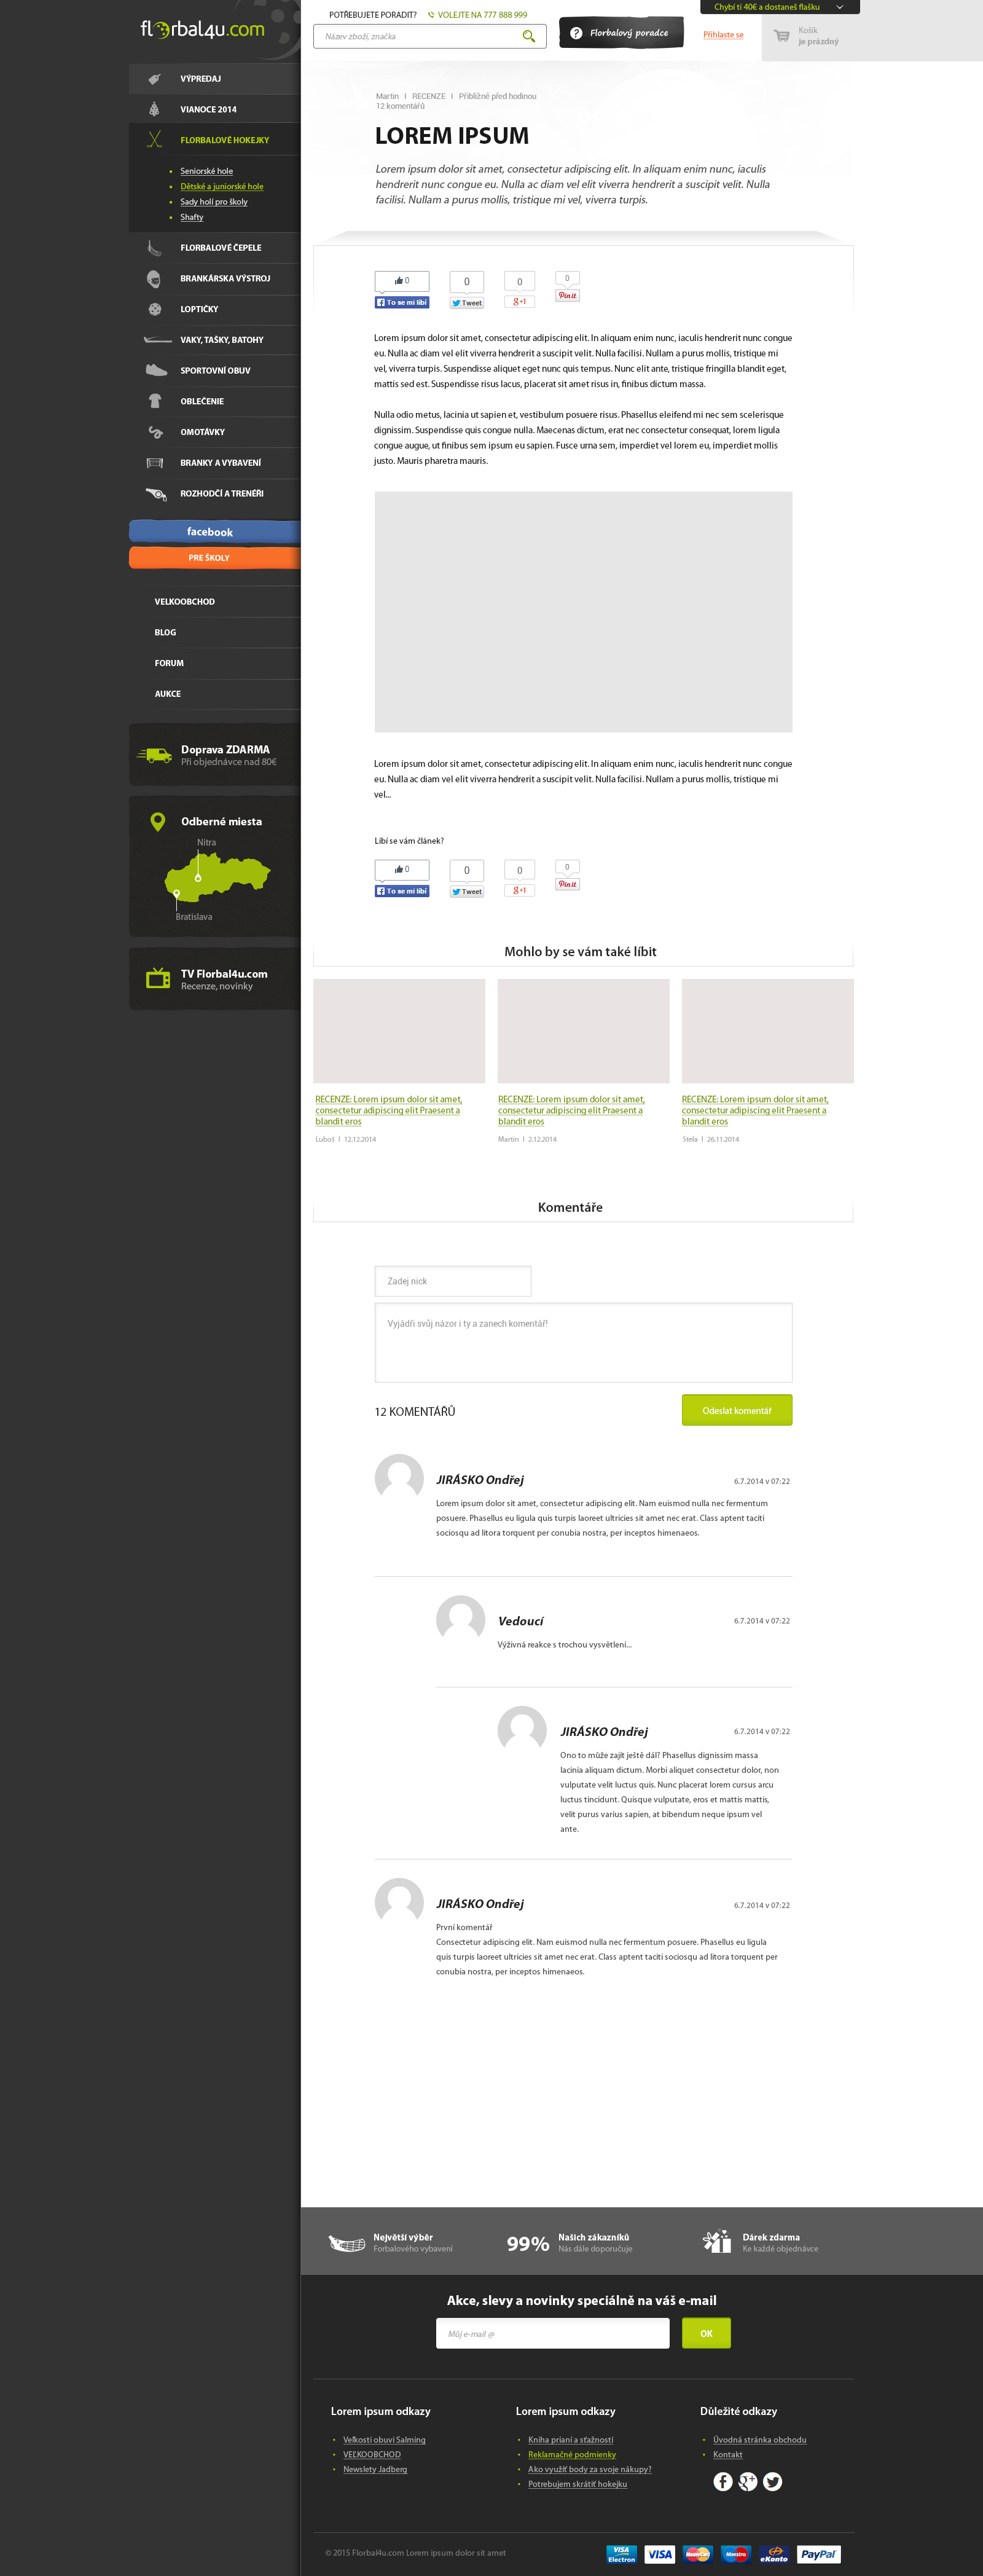 florbal4u.com
POTŘEBUJETE PORADIT? VOLEJTE NA 777 888 999
Název zboží, značka
Florbalový poradce
Chybí ti 40€ a dostaneš flašku
Přihlaste se
Košík
je prázdný
VÝPREDAJ
VIANOCE 2014
FLORBALOVÉ HOKEJKY
Seniorské hole
Dětské a juniorské hole
Sady holí pro školy
Shafty
FLORBALOVÉ ČEPELE
BRANKÁRSKA VÝSTROJ
LOPTIČKY
VAKY, TAŠKY, BATOHY
SPORTOVNÍ OBUV
OBLEČENIE
OMOTÁVKY
BRANKY A VYBAVENÍ
ROZHODČÍ A TRENÉŘI
facebook
PRE ŠKOLY
VELKOOBCHOD
BLOG
FORUM
AUKCE
Doprava ZDARMA
Při objednávce nad 80€
Odberné miesta
Nitra
Bratislava
TV Florbal4u.com
Recenze, novinky
Martin I RECENZE I Přibližně před hodinou
12 komentářů
LOREM IPSUM
Lorem ipsum dolor sit amet, consectetur adipiscing elit. In aliquam enim nunc, iaculis
hendrerit nunc congue eu. Nulla ac diam vel elit viverra hendrerit a suscipit velit. Nulla
facilisi. Nullam a purus mollis, tristique mi vel, viverra turpis.
0 0 0 0
To se mi líbí Tweet g+1 Pin it
Lorem ipsum dolor sit amet, consectetur adipiscing elit. In aliquam enim nunc, iaculis hendrerit nunc congue
eu. Nulla ac diam vel elit viverra hendrerit a suscipit velit. Nulla facilisi. Nullam a purus mollis, tristique mi
vel, viverra turpis. Suspendisse aliquet eget nunc quis tempus. Nunc elit ante, tristique fringilla blandit eget,
mattis sed est. Suspendisse risus lacus, placerat sit amet risus in, finibus dictum massa.
Nulla odio metus, lacinia ut sapien et, vestibulum posuere risus. Phasellus eleifend mi nec sem scelerisque
dignissim. Suspendisse quis congue nulla. Maecenas dictum, erat nec consectetur consequat, lorem ligula
congue augue, ut finibus sem ipsum eu sapien. Fusce urna sem, imperdiet vel lorem eu, imperdiet mollis
justo. Mauris pharetra mauris.
Lorem ipsum dolor sit amet, consectetur adipiscing elit. In aliquam enim nunc, iaculis hendrerit nunc congue
eu. Nulla ac diam vel elit viverra hendrerit a suscipit velit. Nulla facilisi. Nullam a purus mollis, tristique mi
vel...
Líbí se vám článek?
0 0 0 0
To se mi líbí Tweet g+1 Pin it
Mohlo by se vám také líbit
RECENZE: Lorem ipsum dolor sit amet,
consectetur adipiscing elit Praesent a
blandit eros
Luboš I 12.12.2014
RECENZE: Lorem ipsum dolor sit amet,
consectetur adipiscing elit Praesent a
blandit eros
Martin I 2.12.2014
RECENZE: Lorem ipsum dolor sit amet,
consectetur adipiscing elit Praesent a
blandit eros
Stela I 26.11.2014
Komentáře
Zadej nick
Vyjádři svůj názor i ty a zanech komentář!
12 KOMENTÁŘŮ
Odeslat komentář
JIRÁSKO Ondřej 6.7.2014 v 07:22
Lorem ipsum dolor sit amet, consectetur adipiscing elit. Nam euismod nulla nec fermentum
posuere. Phasellus eu ligula quis turpis laoreet ultricies sit amet nec erat. Class aptent taciti
sociosqu ad litora torquent per conubia nostra, per inceptos himenaeos.
Vedoucí 6.7.2014 v 07:22
Výživná reakce s trochou vysvětlení...
JIRÁSKO Ondřej 6.7.2014 v 07:22
Ono to může zajít ještě dál? Phasellus dignissim massa
lacinia aliquam dictum. Morbi aliquet consectetur dolor, non
vulputate velit luctus quis. Nunc placerat lorem cursus arcu
luctus tincidunt. Quisque vulputate, eros et mattis mattis,
velit purus varius sapien, at bibendum neque ipsum vel
ante.
JIRÁSKO Ondřej 6.7.2014 v 07:22
První komentář
Consectetur adipiscing elit. Nam euismod nulla nec fermentum posuere. Phasellus eu ligula
quis turpis laoreet ultricies sit amet nec erat. Class aptent taciti sociosqu ad litora torquent per
conubia nostra, per inceptos himenaeos.
Největší výběr
Forbalového vybavení
99%
Našich zákazníků
Nás dále doporučuje
Dárek zdarma
Ke každé objednávce
Akce, slevy a novinky speciálně na váš e-mail
Můj e-mail @
OK
Lorem ipsum odkazy
Veľkosti obuvi Salming
VEĽKOOBCHOD
Newslety Jadberg
Lorem ipsum odkazy
Kniha prianí a sťažností
Reklamačné podmienky
Ako využiť body za svoje nákupy?
Potrebujem skrátiť hokejku
Důležité odkazy
Úvodná stránka obchodu
Kontakt
© 2015 Florbal4u.com Lorem ipsum dolor sit amet
VISA Electron VISA MasterCard Maestro VÚB eKonto PayPal